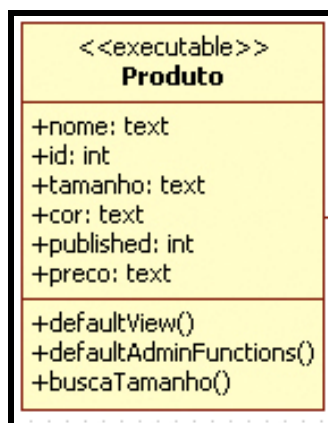 <<executable>>
Produto
+nome: text
+id: int
+tamanho: text
+cor: text
+published: int
+preco: text
+defaultView()
+defaultAdminFunctions()
+buscaTamanho()